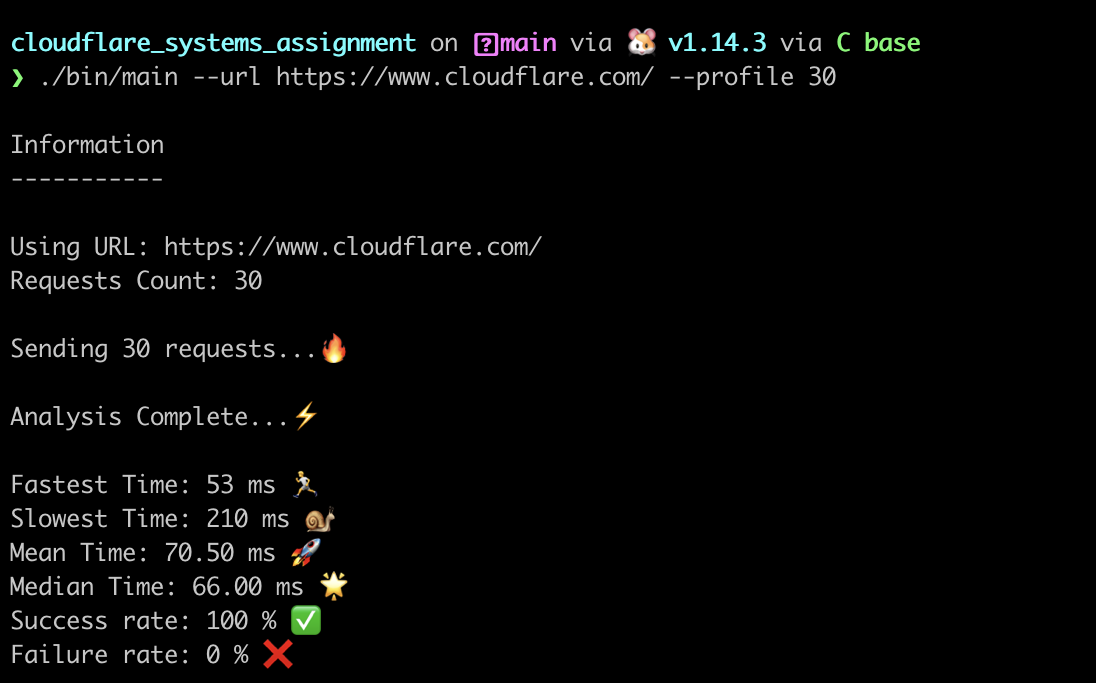 cloudflare_systems_assignment on ?main via 🐹 v1.14.3 via C base
❯ ./bin/main --url https://www.cloudflare.com/ --profile 30
Information
-----------
Using URL: https://www.cloudflare.com/
Requests Count: 30
Sending 30 requests...🔥
Analysis Complete...⚡
Fastest Time: 53 ms 🏃
Slowest Time: 210 ms 🐌
Mean Time: 70.50 ms 🚀
Median Time: 66.00 ms 🌟
Success rate: 100 % ✅
Failure rate: 0 % ❌